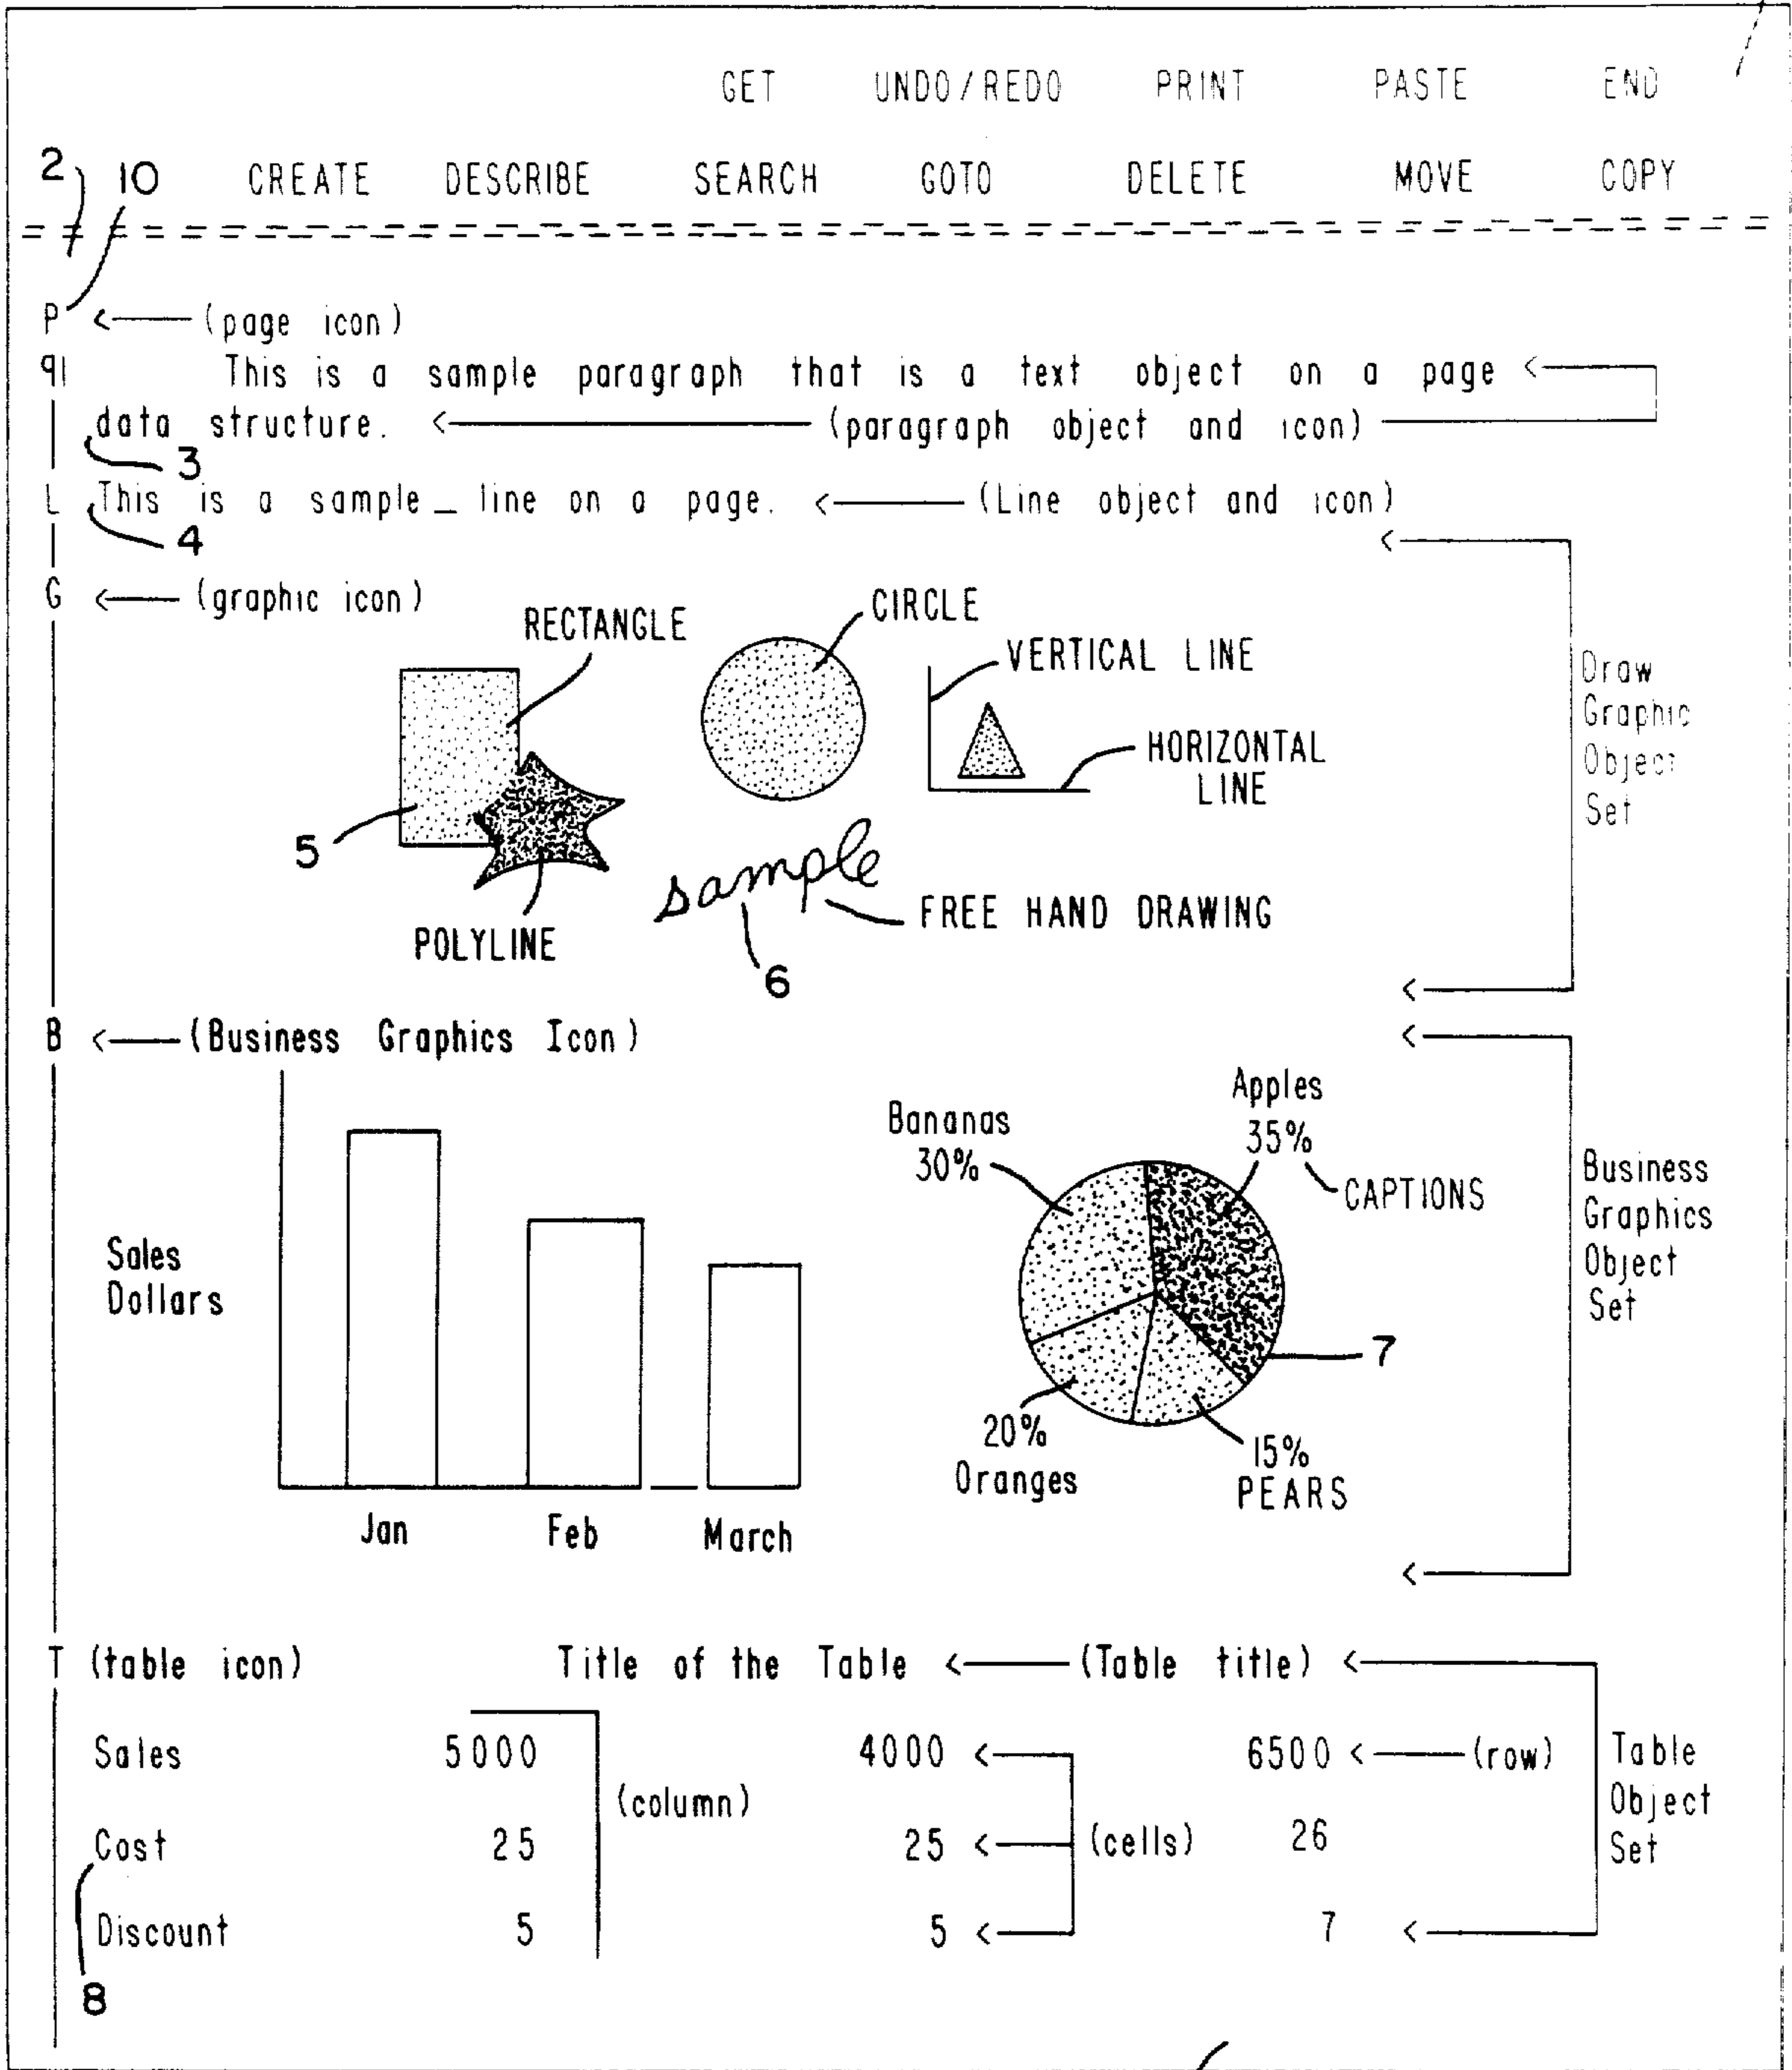 GET UNDO/REDO PRINT PASTE END
2 10 CREATE DESCRIBE SEARCH GOTO DELETE MOVE COPY
P <—— (page icon)
¶ This is a sample paragraph that is a text object on a page <——
data structure. <—— (paragraph object and icon)
3
L This is a sample_ line on a page. <—— (Line object and icon)
4
G <—— (graphic icon)
RECTANGLE
CIRCLE
VERTICAL LINE
HORIZONTAL
LINE
5
sample
FREE HAND DRAWING
POLYLINE
6
Draw
Graphic
Object
Set
B <—— (Business Graphics Icon)
Sales
Dollars
Jan Feb March
Bananas
30%
Apples
35%
CAPTIONS
7
20%
Oranges
15%
PEARS
Business
Graphics
Object
Set
T (table icon) Title of the Table <—— (Table title) <——
Sales 5000 4000 <—— 6500 <—— (row)
(column)
Cost 25 25 <—— (cells) 26
Discount 5 5 <—— 7 <——
8
Table
Object
Set